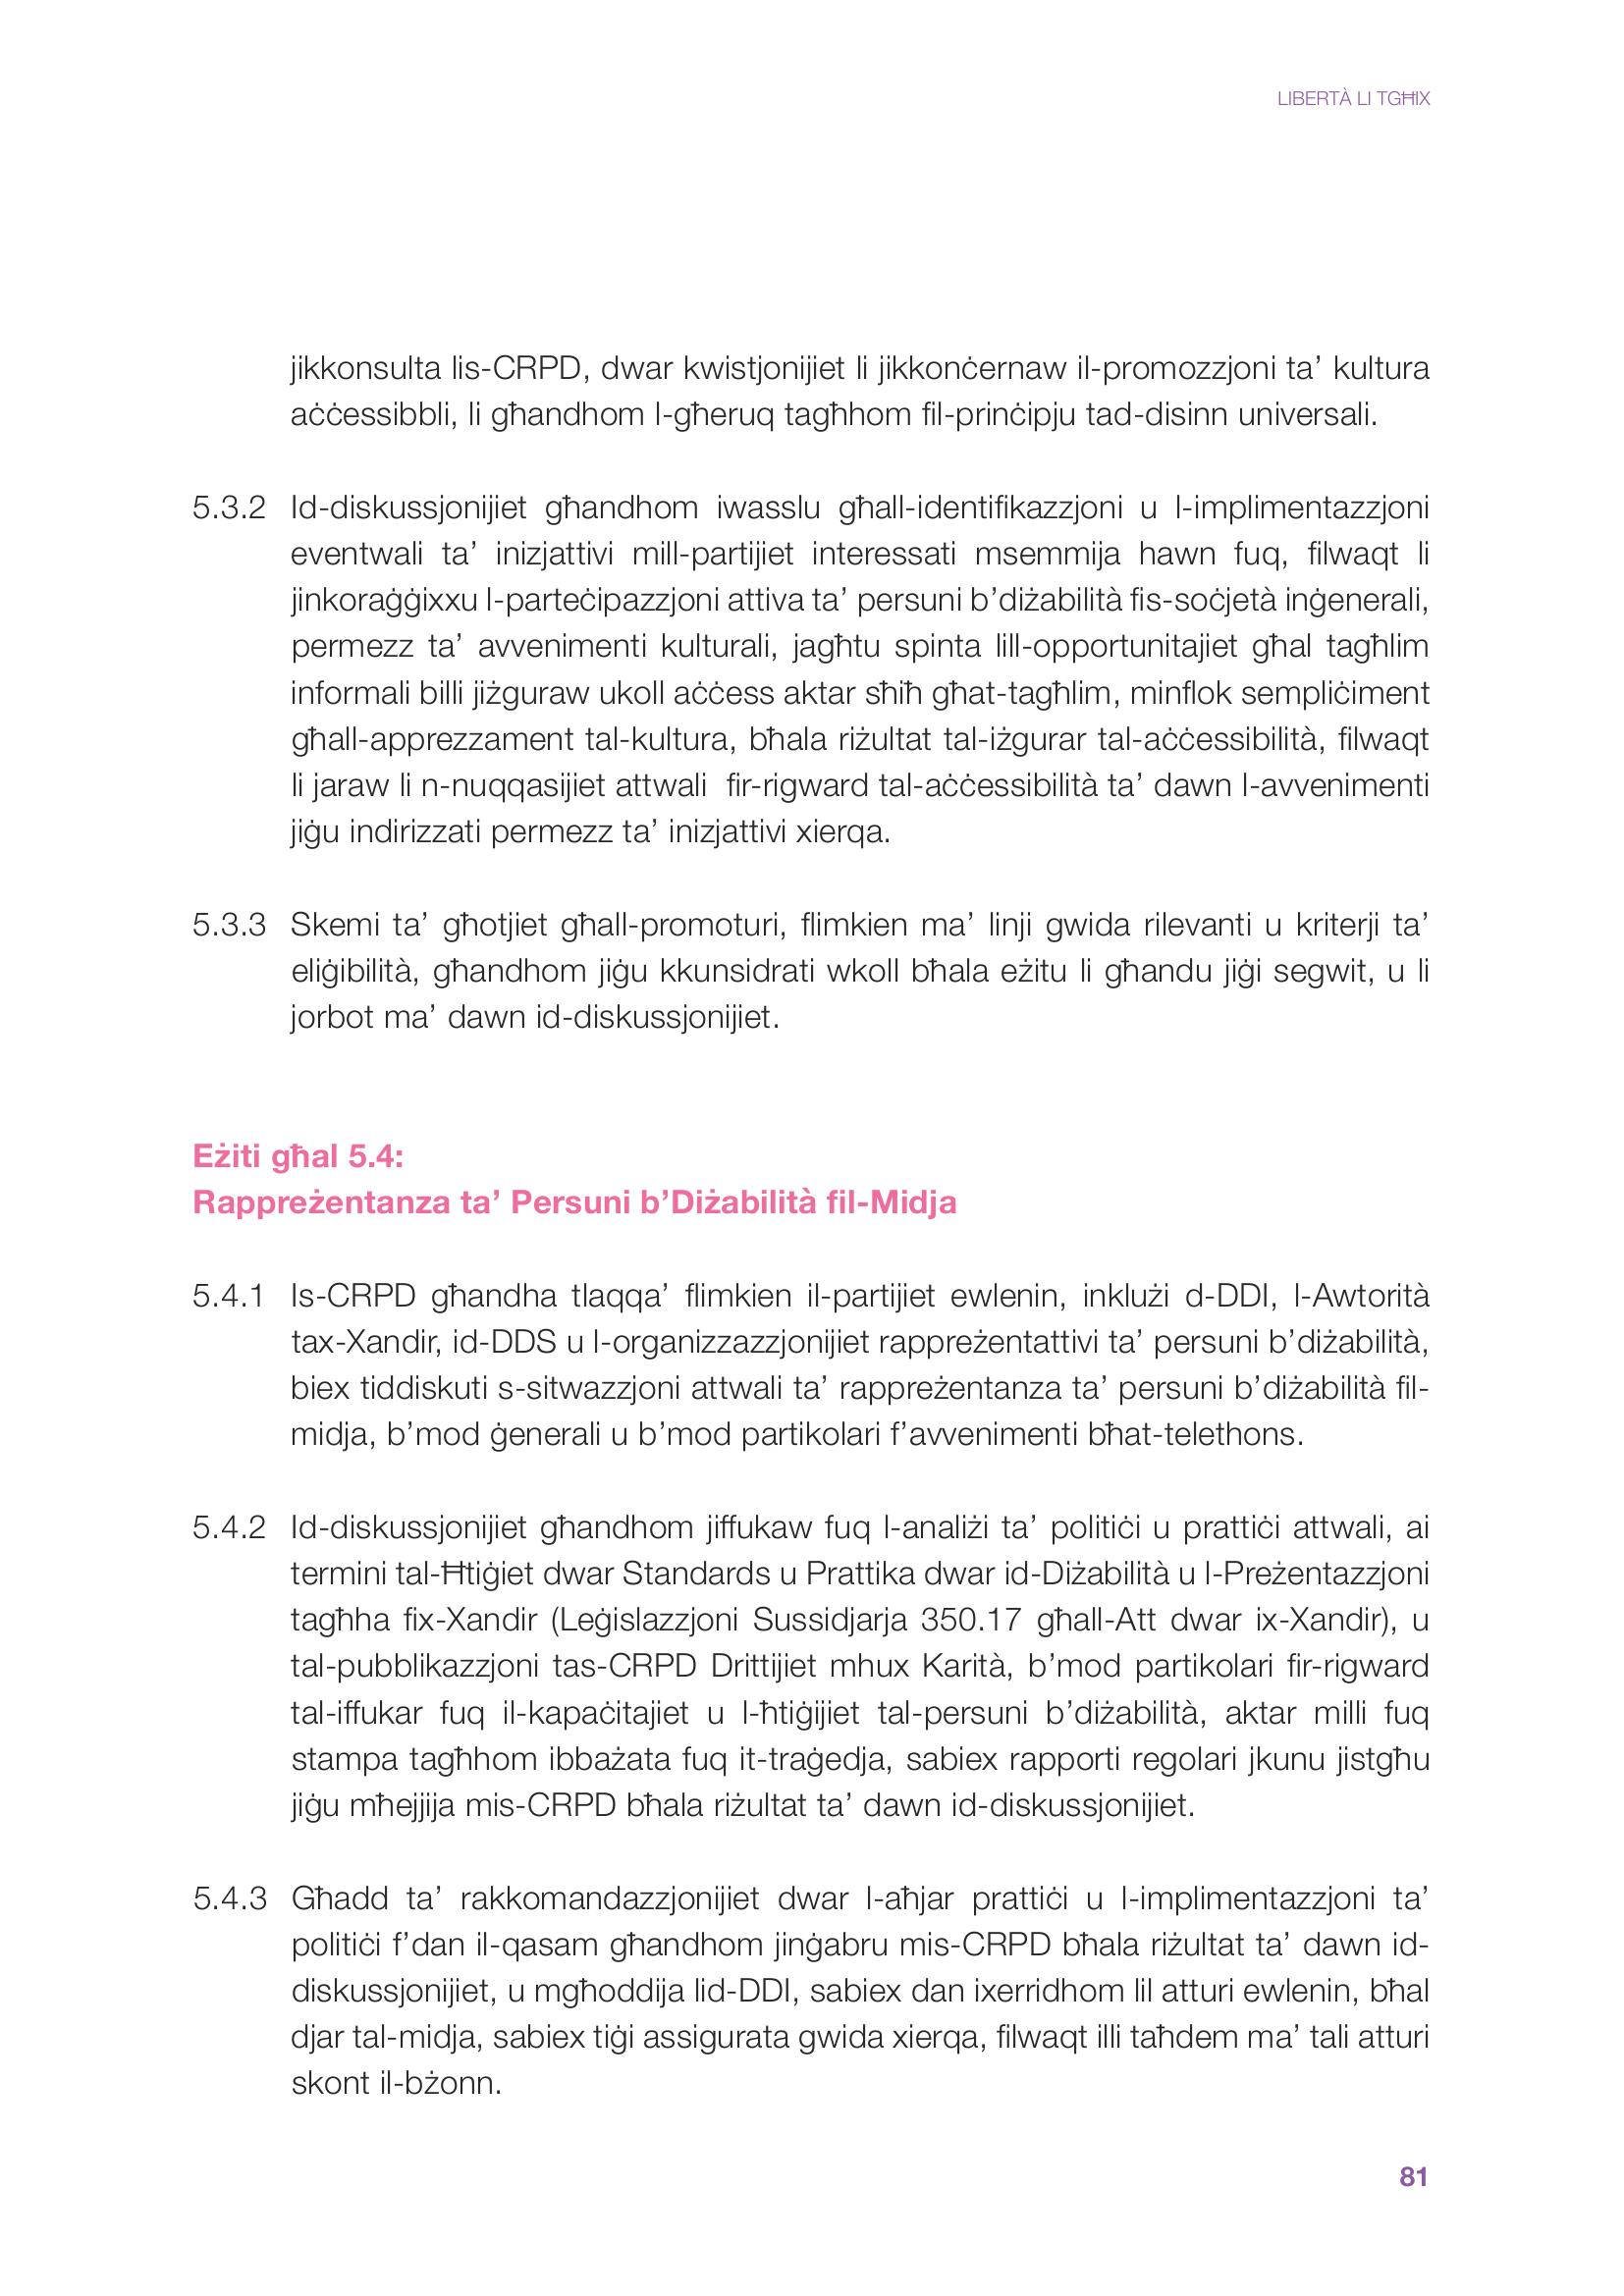 LIBERTÀ LI TGĦIX
jikkonsulta lis-CRPD, dwar kwistjonijiet li jikkonċernaw il-promozzjoni ta’ kultura
aċċessibbli, li għandhom l-għeruq tagħhom fil-prinċipju tad-disinn universali.
5.3.2 Id-diskussjonijiet għandhom iwasslu għall-identifikazzjoni u l-implimentazzjoni
eventwali ta’ inizjattivi mill-partijiet interessati msemmija hawn fuq, filwaqt li
jinkoraġġixxu l-parteċipazzjoni attiva ta’ persuni b’diżabilità fis-soċjetà inġenerali,
permezz ta’ avvenimenti kulturali, jagħtu spinta lill-opportunitajiet għal tagħlim
informali billi jiżguraw ukoll aċċess aktar sħiħ għat-tagħlim, minflok sempliċiment
għall-apprezzament tal-kultura, bħala riżultat tal-iżgurar tal-aċċessibilità, filwaqt
li jaraw li n-nuqqasijiet attwali  fir-rigward tal-aċċessibilità ta’ dawn l-avvenimenti
jiġu indirizzati permezz ta’ inizjattivi xierqa.
5.3.3 Skemi ta’ għotjiet għall-promoturi, flimkien ma’ linji gwida rilevanti u kriterji ta’
eliġibilità, għandhom jiġu kkunsidrati wkoll bħala eżitu li għandu jiġi segwit, u li
jorbot ma’ dawn id-diskussjonijiet.
Eżiti għal 5.4:
Rappreżentanza ta’ Persuni b’Diżabilità fil-Midja
5.4.1 Is-CRPD għandha tlaqqa’ flimkien il-partijiet ewlenin, inklużi d-DDI, l-Awtorità
tax-Xandir, id-DDS u l-organizzazzjonijiet rappreżentattivi ta’ persuni b’diżabilità,
biex tiddiskuti s-sitwazzjoni attwali ta’ rappreżentanza ta’ persuni b’diżabilità fil-
midja, b’mod ġenerali u b’mod partikolari f’avvenimenti bħat-telethons.
5.4.2 Id-diskussjonijiet għandhom jiffukaw fuq l-analiżi ta’ politiċi u prattiċi attwali, ai
termini tal-Ħtiġiet dwar Standards u Prattika dwar id-Diżabilità u l-Preżentazzjoni
tagħha fix-Xandir (Leġislazzjoni Sussidjarja 350.17 għall-Att dwar ix-Xandir), u
tal-pubblikazzjoni tas-CRPD Drittijiet mhux Karità, b’mod partikolari fir-rigward
tal-iffukar fuq il-kapaċitajiet u l-ħtiġijiet tal-persuni b’diżabilità, aktar milli fuq
stampa tagħhom ibbażata fuq it-traġedja, sabiex rapporti regolari jkunu jistgħu
jiġu mħejjija mis-CRPD bħala riżultat ta’ dawn id-diskussjonijiet.
5.4.3 Għadd ta’ rakkomandazzjonijiet dwar l-aħjar prattiċi u l-implimentazzjoni ta’
politiċi f’dan il-qasam għandhom jinġabru mis-CRPD bħala riżultat ta’ dawn id-
diskussjonijiet, u mgħoddija lid-DDI, sabiex dan ixerridhom lil atturi ewlenin, bħal
djar tal-midja, sabiex tiġi assigurata gwida xierqa, filwaqt illi taħdem ma’ tali atturi
skont il-bżonn.
81